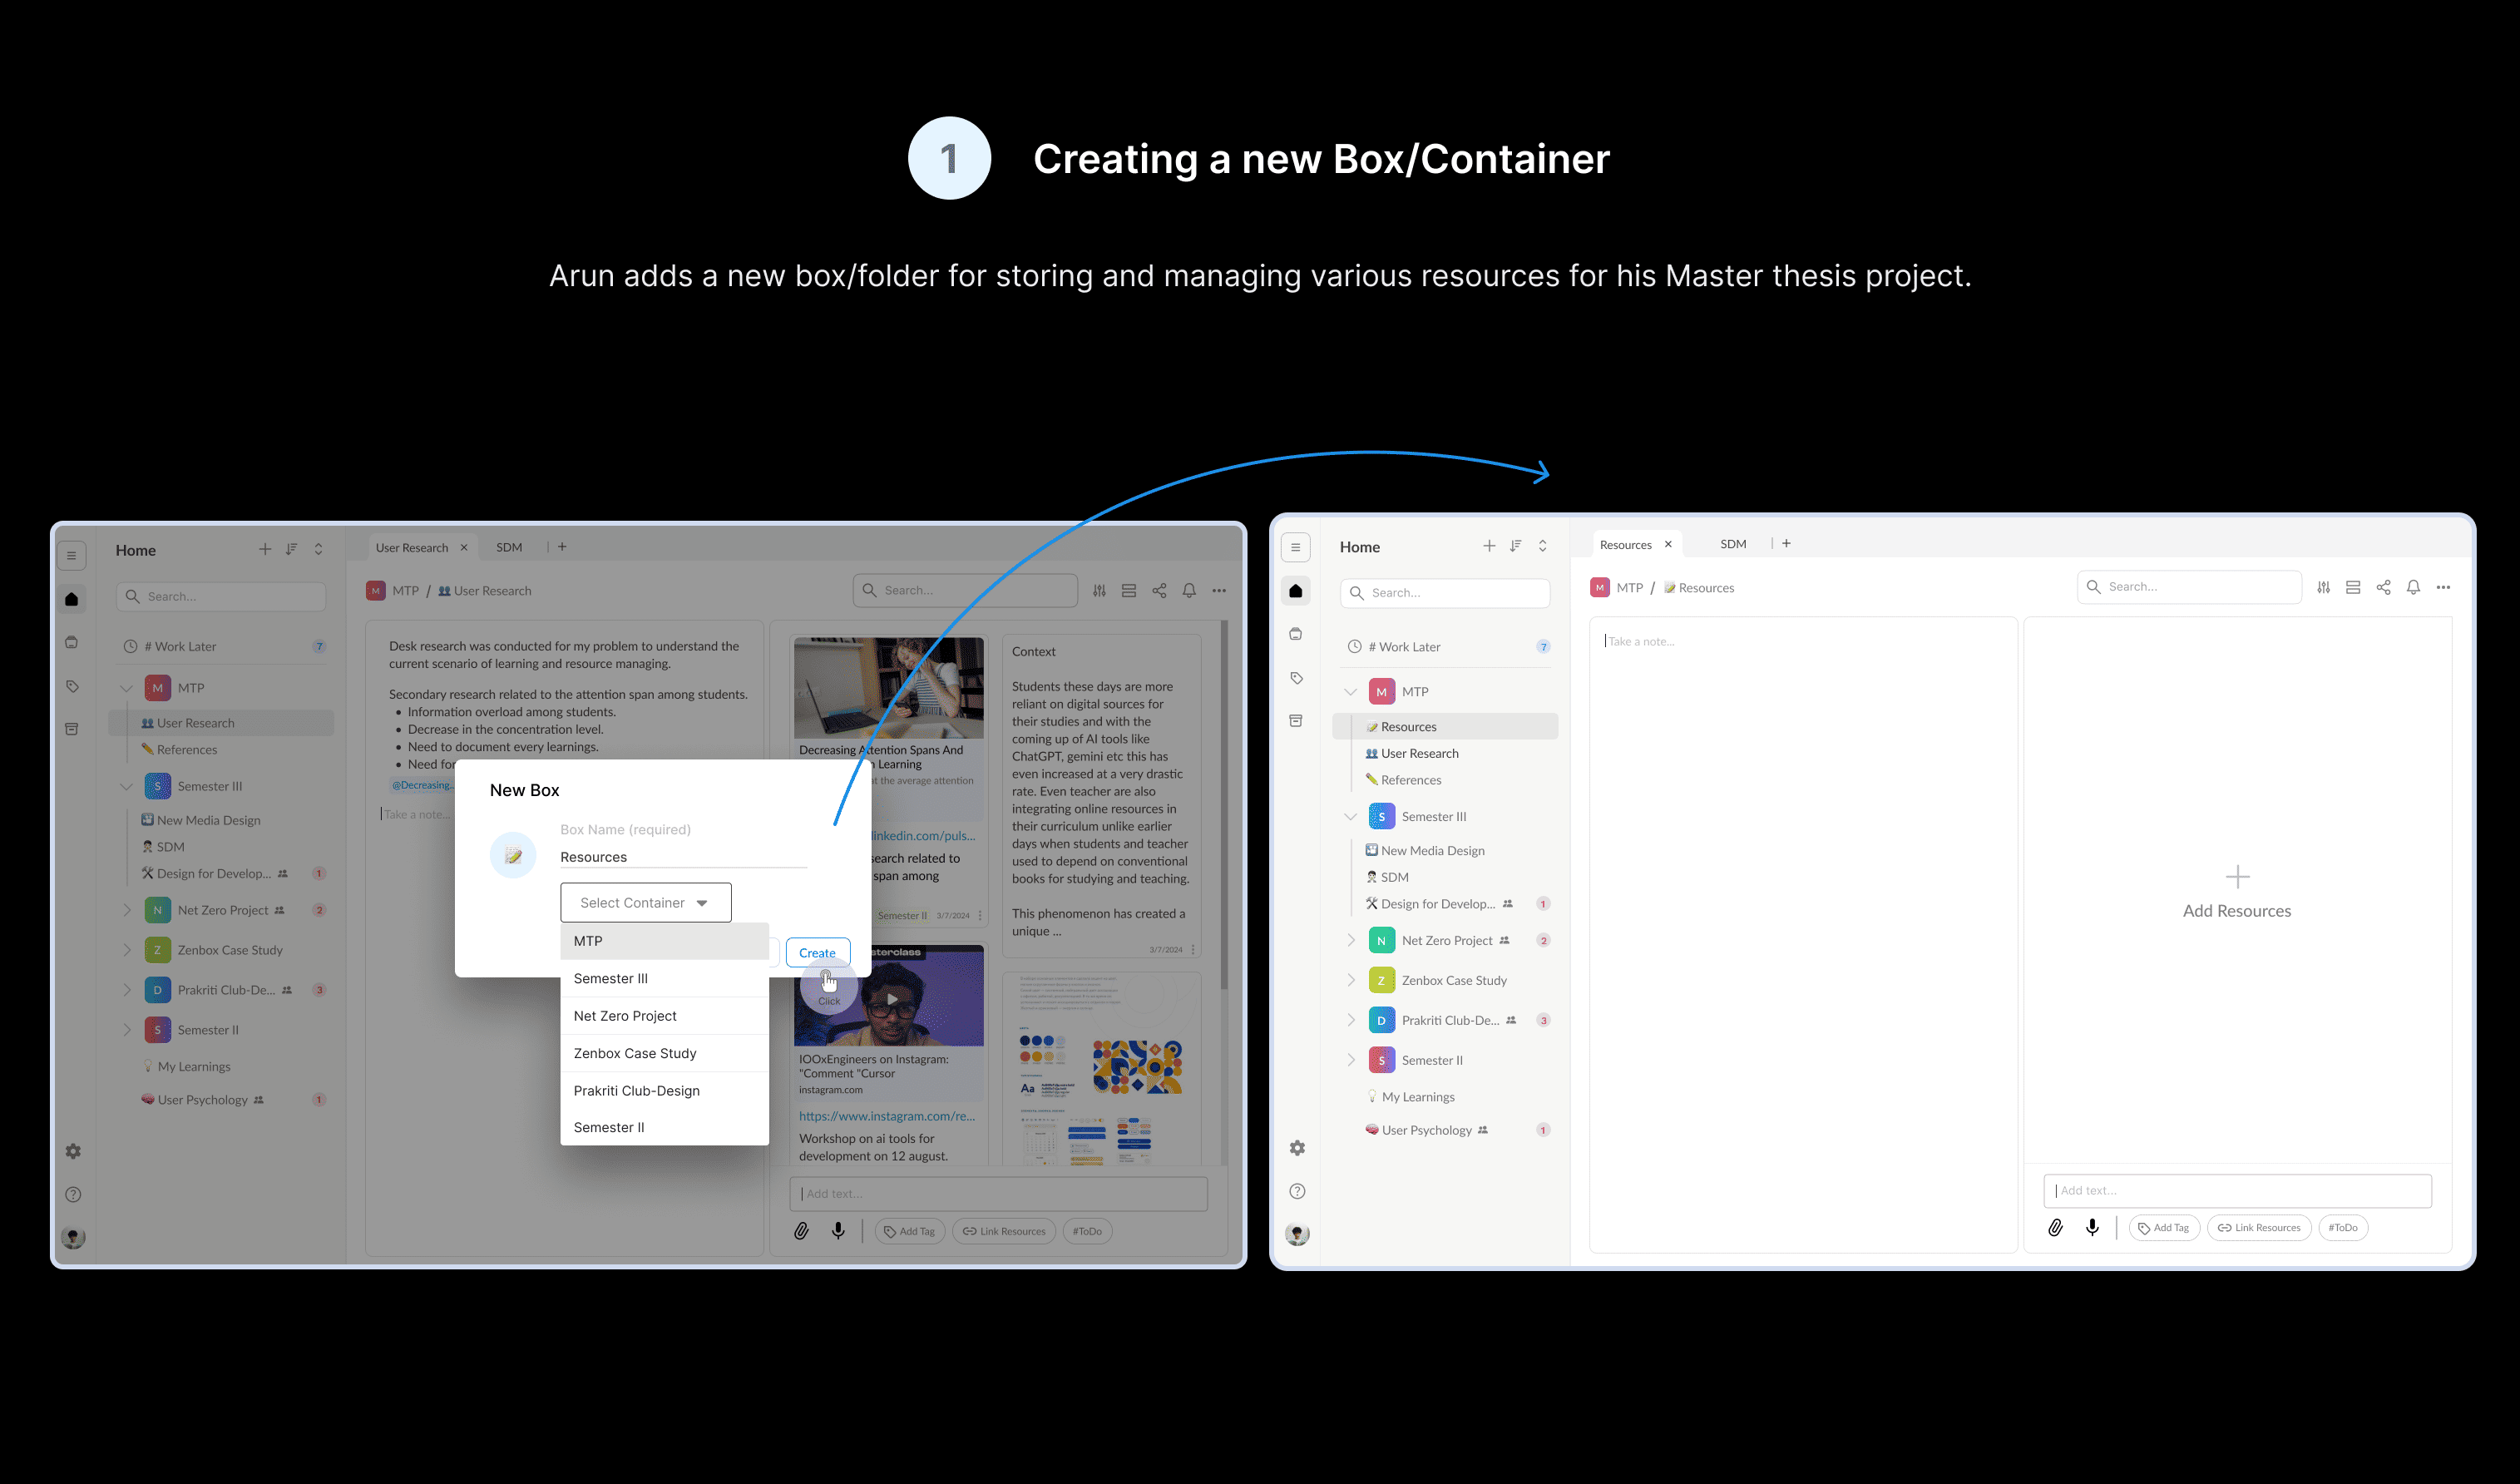 1
Creating a new Box/Container
Arun adds a new box/folder for storing and managing various resources for his Master thesis project.
Home
Search...
# Work Later
7
M
MTP
User Research
References
S
Semester III
New Media Design
SDM
Design for Develop...
1
N
Net Zero Project
2
Z
Zenbox Case Study
D
Prakriti Club-De...
3
S
Semester II
My Learnings
User Psychology
1
User Research
SDM
M
MTP / User Research
Search...
Desk research was conducted for my problem to understand the
current scenario of learning and resource managing.
Secondary research related to the attention span among students.
Information overload among students.
Decrease in the concentration level.
Need to document every learnings.
Need for
@Decreasing..
Take a note...
Decreasing Attention Spans And
Learning
t the average attention
linkedin.com/puls...
search related to
span among
Semester II
3/7/2024
Context
Students these days are more
reliant on digital sources for
their studies and with the
coming up of AI tools like
ChatGPT, gemini etc this has
even increased at a very drastic
rate. Even teacher are also
integrating online resources in
their curriculum unlike earlier
days when students and teacher
used to depend on conventional
books for studying and teaching.
This phenomenon has created a
unique ...
3/7/2024
sterclass
IOOxEngineers on Instagram:
"Comment "Cursor
instagram.com
https://www.instagram.com/re...
Workshop on ai tools for
development on 12 august.
Aa
Add text...
Add Tag
Link Resources
#ToDo
New Box
Box Name (required)
Resources
Select Container
MTP
Semester III
Net Zero Project
Zenbox Case Study
Prakriti Club-Design
Semester II
Create
Click
Home
Search...
# Work Later
7
M
MTP
Resources
User Research
References
S
Semester III
New Media Design
SDM
Design for Develop...
1
N
Net Zero Project
2
Z
Zenbox Case Study
D
Prakriti Club-De...
3
S
Semester II
My Learnings
User Psychology
1
Resources
SDM
M
MTP / Resources
Search...
Take a note...
Add Resources
Add text...
Add Tag
Link Resources
#ToDo